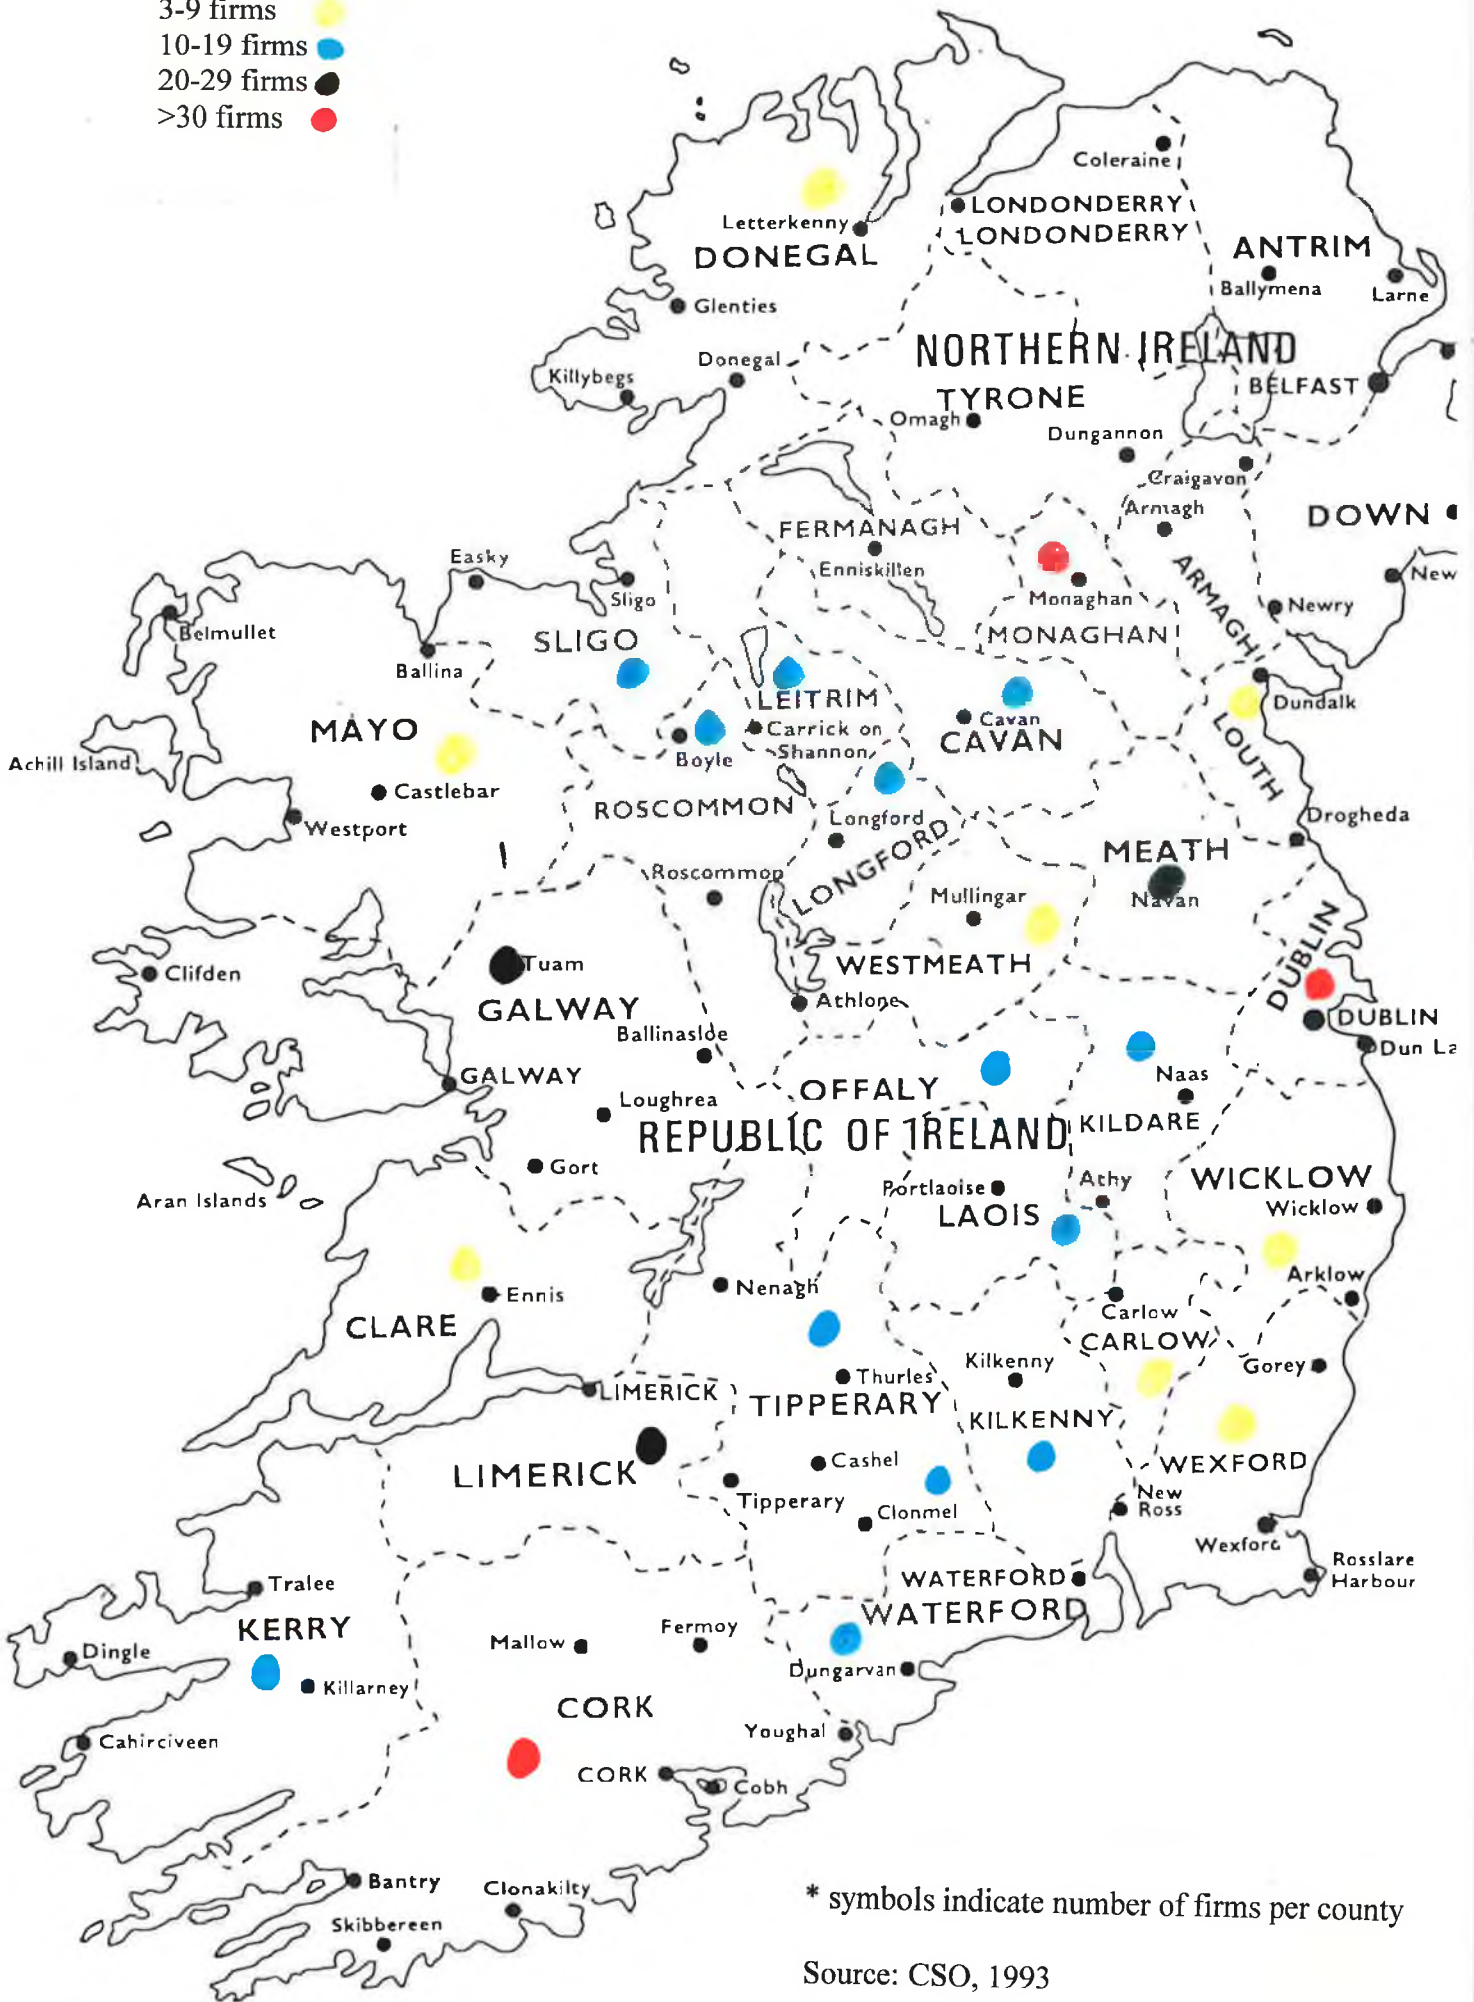 3-9 firms
10-19 firms
20-29 firms
>30 firms
Coleraine
LONDONDERRY
LONDONDERRY
Letterkenny
DONEGAL
ANTRIM
Ballymena
Larne
Glenties
NORTHERN IRELAND
Donegal
Killybegs
BELFAST
TYRONE
Omagh
Dungannon
Craigavon
Armagh
DOWN
FERMANAGH
Enniskillen
Easky
Sligo
Monaghan
MONAGHAN
ARMAGH
New
Newry
Belmullet
SLIGO
Ballina
LEITRIM
Dundalk
MAYO
Carrick on
Shannon
Cavan
CAVAN
LOUTH
Boyle
Achill Island
Castlebar
ROSCOMMON
Longford
LONGFORD
Drogheda
Westport
MEATH
Navan
Roscommon
Mullingar
Clifden
Tuam
WESTMEATH
DUBLIN
GALWAY
Athlone
DUBLIN
Ballinasloe
Dun La
GALWAY
OFFALY
Naas
Loughrea
REPUBLIC OF IRELAND
KILDARE
Gort
Aran Islands
Portlaoise
Athy
WICKLOW
LAOIS
Wicklow
Ennis
Nenagh
Arklow
CLARE
Carlow
CARLOW
Kilkenny
Gorey
LIMERICK
Thurles
TIPPERARY
KILKENNY
LIMERICK
Cashel
WEXFORD
Tipperary
Clonmel
New
Ross
Wexford
Rosslare
Harbour
Tralee
WATERFORD
WATERFORD
KERRY
Mallow
Fermoy
Dingle
Killarney
Dungarvan
CORK
Cahirciveen
Youghal
CORK
Cobh
Bantry
Clonakilty
Skibbereen
* symbols indicate number of firms per county
Source: CSO, 1993